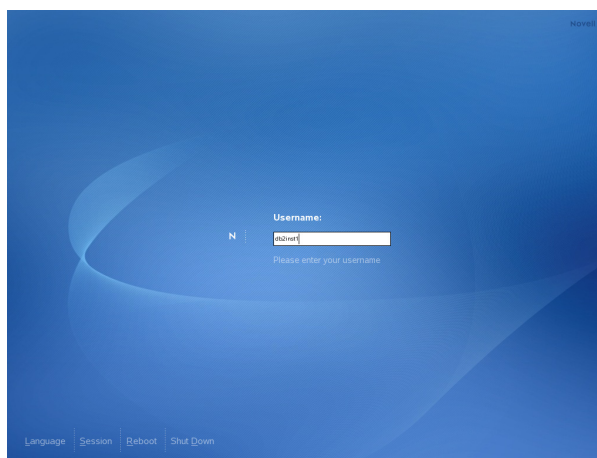 Novell
Username:
N
db2inst1
Please enter your username
Language Session Reboot Shut Down